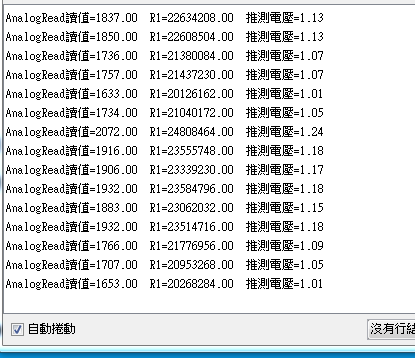 AnalogRead讀值=1837.00 R1=22634208.00 推測電壓=1.13
AnalogRead讀值=1850.00 R1=22608504.00 推測電壓=1.13
AnalogRead讀值=1736.00 R1=21380084.00 推測電壓=1.07
AnalogRead讀值=1757.00 R1=21437230.00 推測電壓=1.07
AnalogRead讀值=1633.00 R1=20126162.00 推測電壓=1.01
AnalogRead讀值=1734.00 R1=21040172.00 推測電壓=1.05
AnalogRead讀值=2072.00 R1=24808464.00 推測電壓=1.24
AnalogRead讀值=1916.00 R1=23555748.00 推測電壓=1.18
AnalogRead讀值=1906.00 R1=23339230.00 推測電壓=1.17
AnalogRead讀值=1932.00 R1=23584796.00 推測電壓=1.18
AnalogRead讀值=1883.00 R1=23062032.00 推測電壓=1.15
AnalogRead讀值=1932.00 R1=23514716.00 推測電壓=1.18
AnalogRead讀值=1766.00 R1=21776956.00 推測電壓=1.09
AnalogRead讀值=1707.00 R1=20953268.00 推測電壓=1.05
AnalogRead讀值=1653.00 R1=20268284.00 推測電壓=1.01
自動捲動 沒有行結